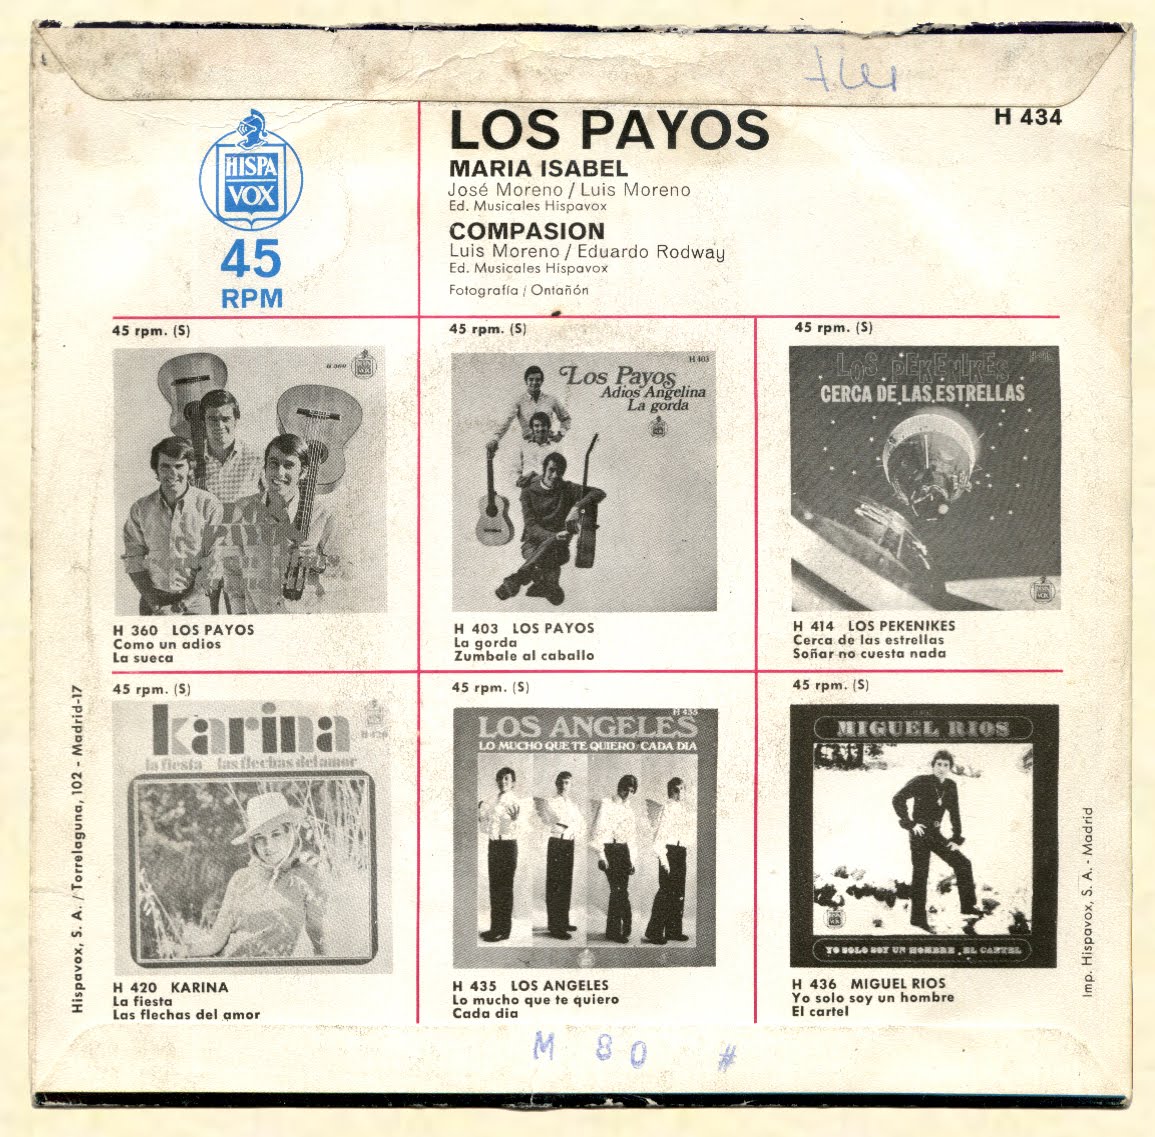 HISPA
VOX
45
RPM
LOS PAYOS
H 434
MARIA ISABEL
José Moreno / Luis Moreno
Ed. Musicales Hispavox
COMPASION
Luis Moreno / Eduardo Rodway
Ed. Musicales Hispavox
Fotografía / Ontañón
45 rpm. (S)
H 360
H 360 LOS PAYOS
Como un adios
La sueca
45 rpm. (S)
H 403
Los Payos
Adios Angelina
La gorda
H 403 LOS PAYOS
La gorda
Zumbale al caballo
45 rpm. (S)
LOS PEKENIKES
CERCA DE LAS ESTRELLAS
H 414 LOS PEKENIKES
Cerca de las estrellas
Soñar no cuesta nada
45 rpm. (S)
karina
H 420
la fiesta las flechas del amor
H 420 KARINA
La fiesta
Las flechas del amor
45 rpm. (S)
H 435
LOS ANGELES
LO MUCHO QUE TE QUIERO/CADA DIA
H 435 LOS ANGELES
Lo mucho que te quiero
Cada dia
45 rpm. (S)
MIGUEL RIOS
YO SOLO SOY UN HOMBRE, EL CARTEL
H 436 MIGUEL RIOS
Yo solo soy un hombre
El cartel
Hispavox, S. A. / Torrelaguna, 102 - Madrid-17
Imp. Hispavox, S. A. - Madrid
M 80 #